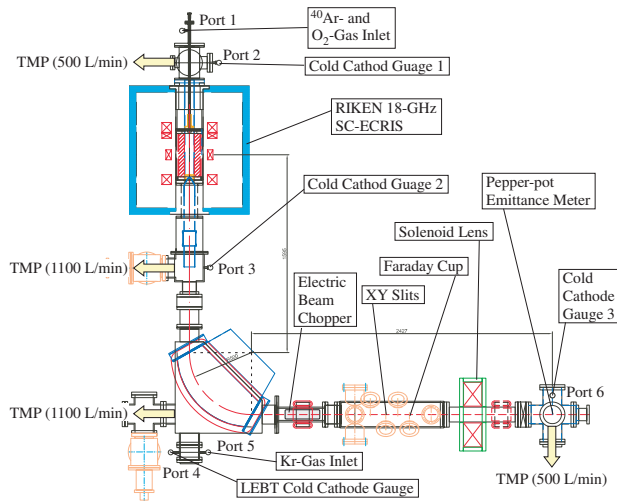 Port 1
⁴⁰Ar- and
O₂-Gas Inlet
Port 2
TMP (500 L/min)
Cold Cathod Guage 1
RIKEN 18-GHz
SC-ECRIS
Cold Cathod Guage 2
Pepper-pot
Emittance Meter
Solenoid Lens
TMP (1100 L/min)
Port 3
Electric
Beam
Chopper
Faraday Cup
XY Slits
Cold
Cathode
Gauge 3
2427
Port 6
TMP (1100 L/min)
Port 5
Kr-Gas Inlet
Port 4
LEBT Cold Cathode Gauge
TMP (500 L/min)